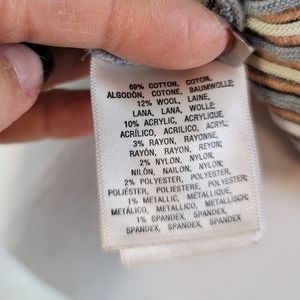 69% COTTON, COTON,
ALGODÓN, COTONE, BAUMWOLLE;
12% WOOL, LAINE,
LANA, LANA, WOLLE;
10% ACRYLIC, ACRYLIQUE,
ACRÍLICO, ACRILICO, ACRYL;
3% RAYON, RAYONNE,
RAYÓN, RAYON, REYON;
2% NYLON, NYLON,
NILÓN, NAILON, NYLON;
2% POLYESTER, POLYESTER,
POLIÉSTER, POLIESTERE, POLYESTER;
1% METALLIC, MÉTALLIQUE,
METÁLICO, METALLICO, METALLISCH;
1% SPANDEX, SPANDEX
SPANDEX, SPANDEX, SPANDEX